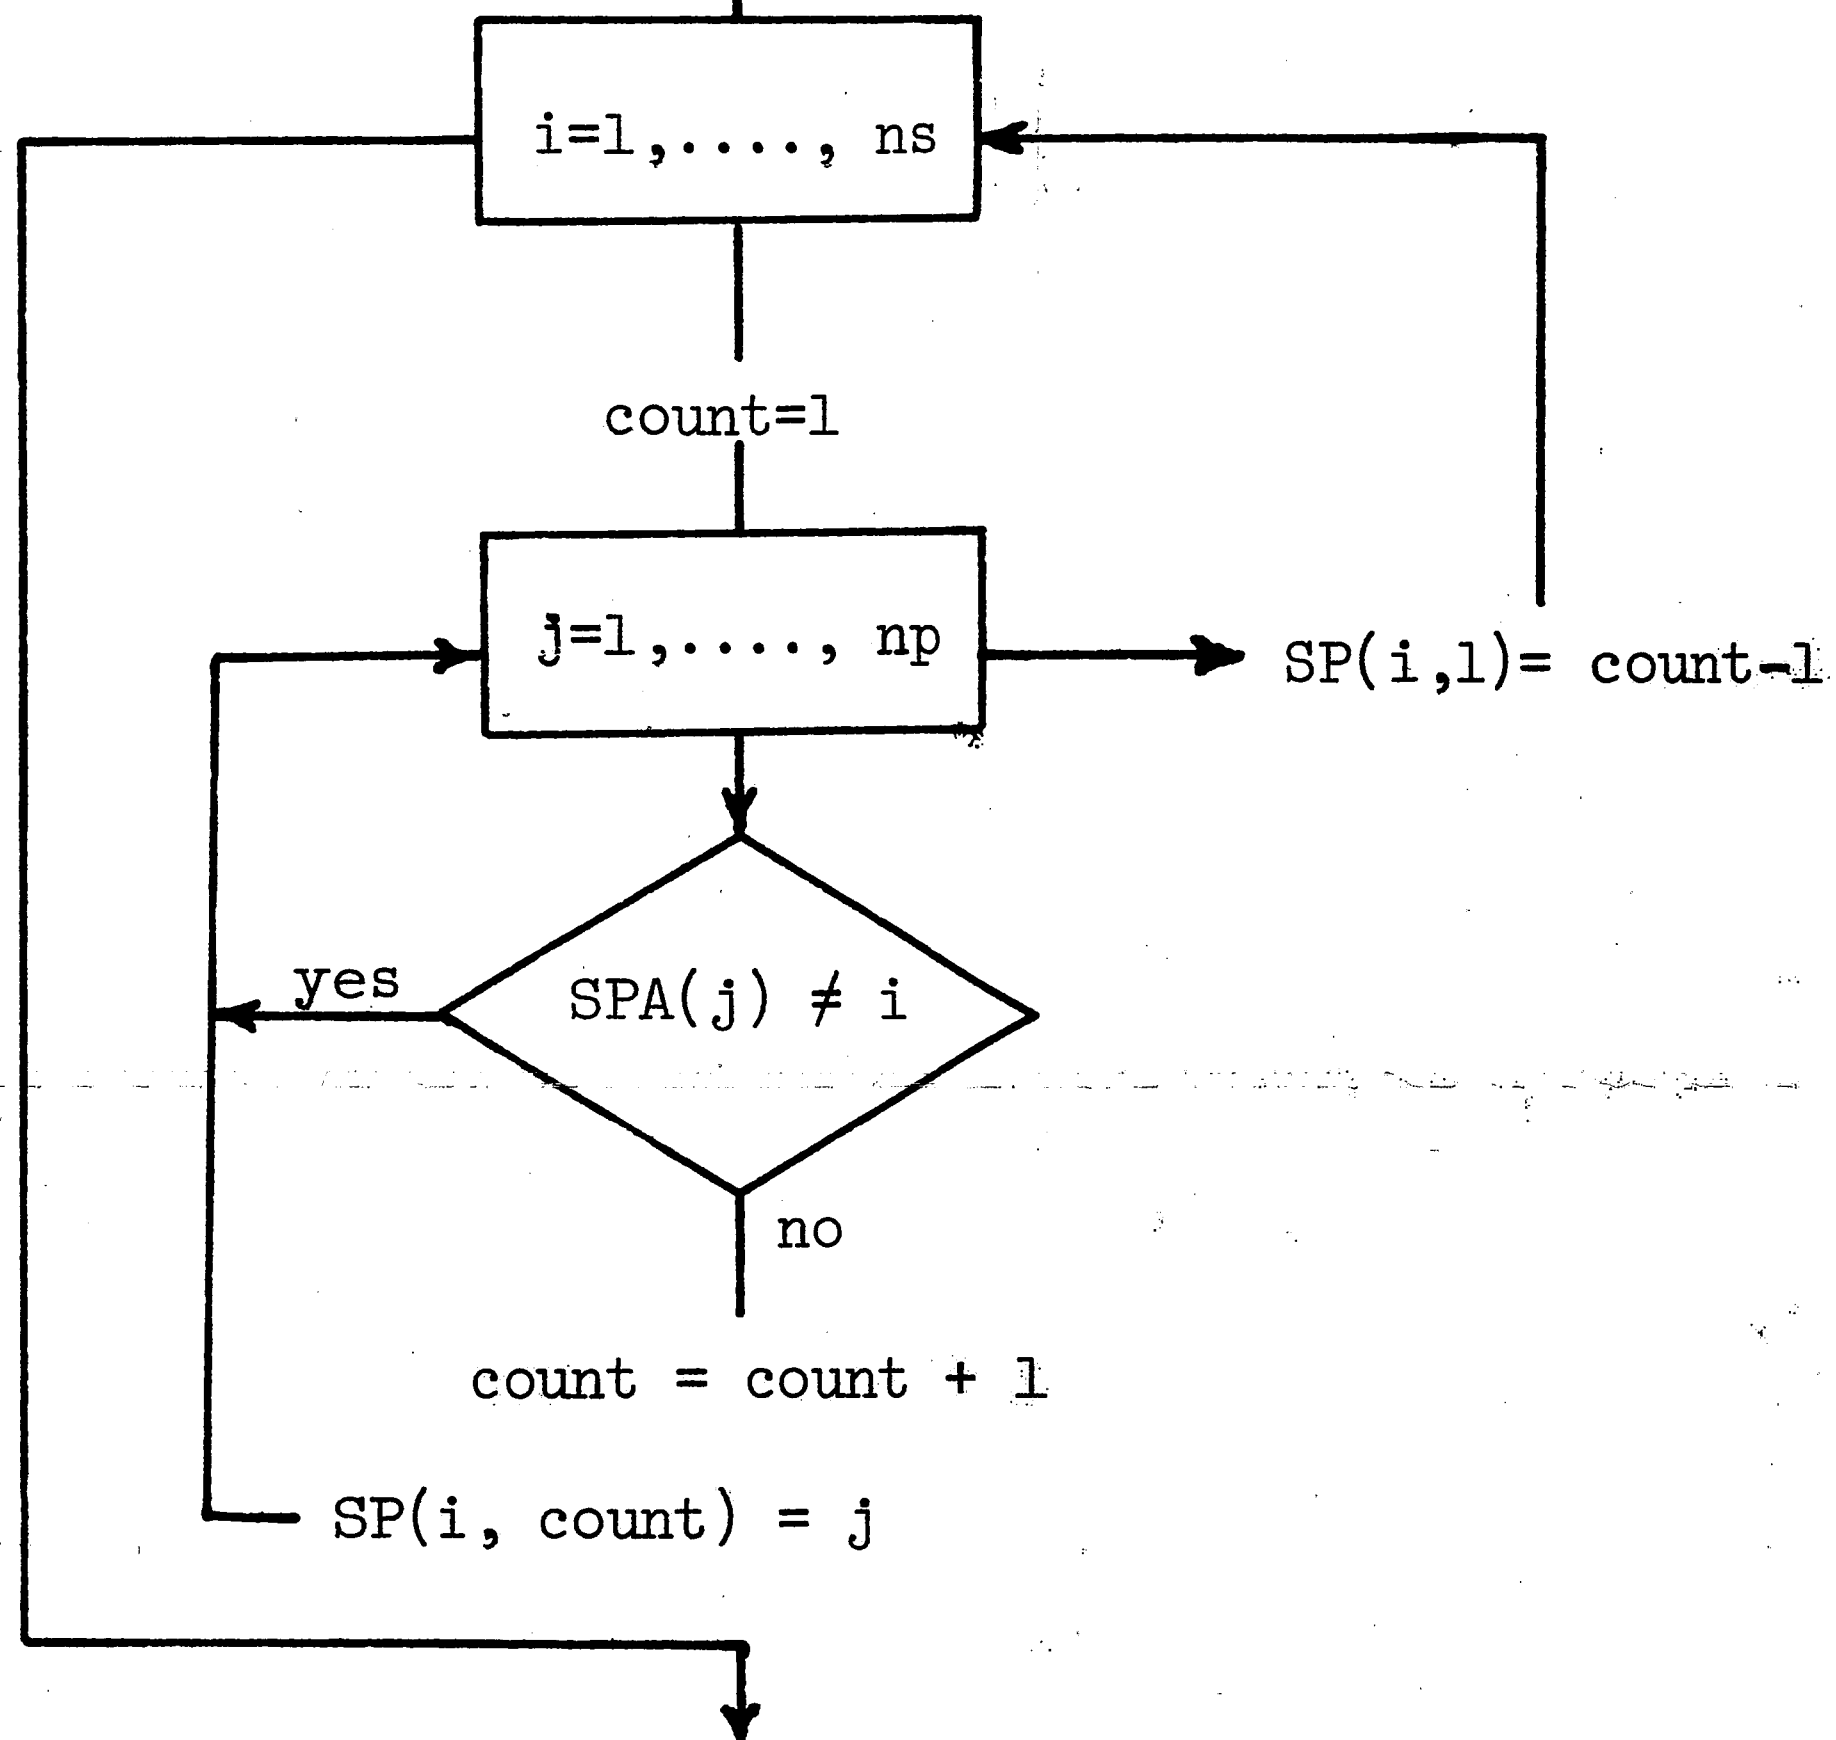 i=1,...., ns
count=1
j=1,...., np
SP(i,1)= count-1
yes
SPA(j) ≠ i
no
count = count + 1
SP(i, count) = j